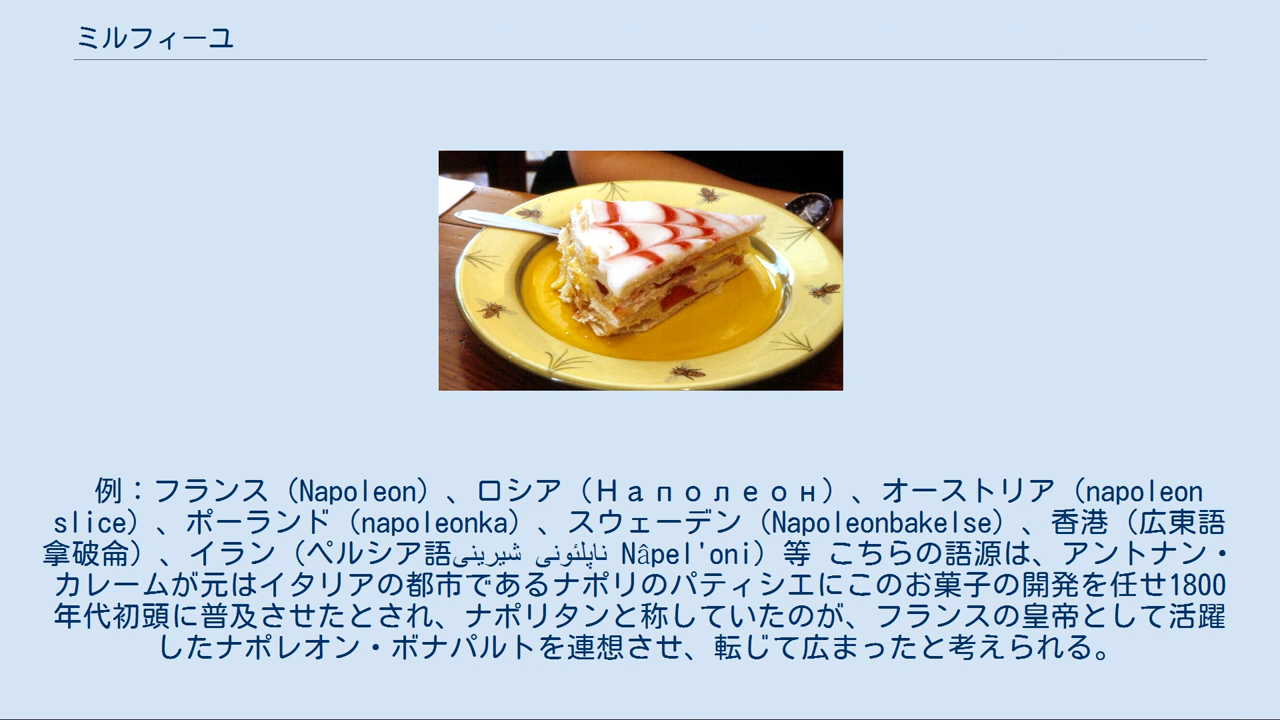 ミルフィーユ
例：フランス（Napoleon）、ロシア（Ｎаполеон）、オーストリア（napoleon
slice）、ポーランド（napoleonka）、スウェーデン（Napoleonbakelse）、香港（広東語
拿破侖）、イラン（ペルシア語ناپلئونی شیرینی Nâpel'oni）等 こちらの語源は、アントナン・
カレームが元はイタリアの都市であるナポリのパティシエにこのお菓子の開発を任せ1800
年代初頭に普及させたとされ、ナポリタンと称していたのが、フランスの皇帝として活躍
したナポレオン・ボナパルトを連想させ、転じて広まったと考えられる。